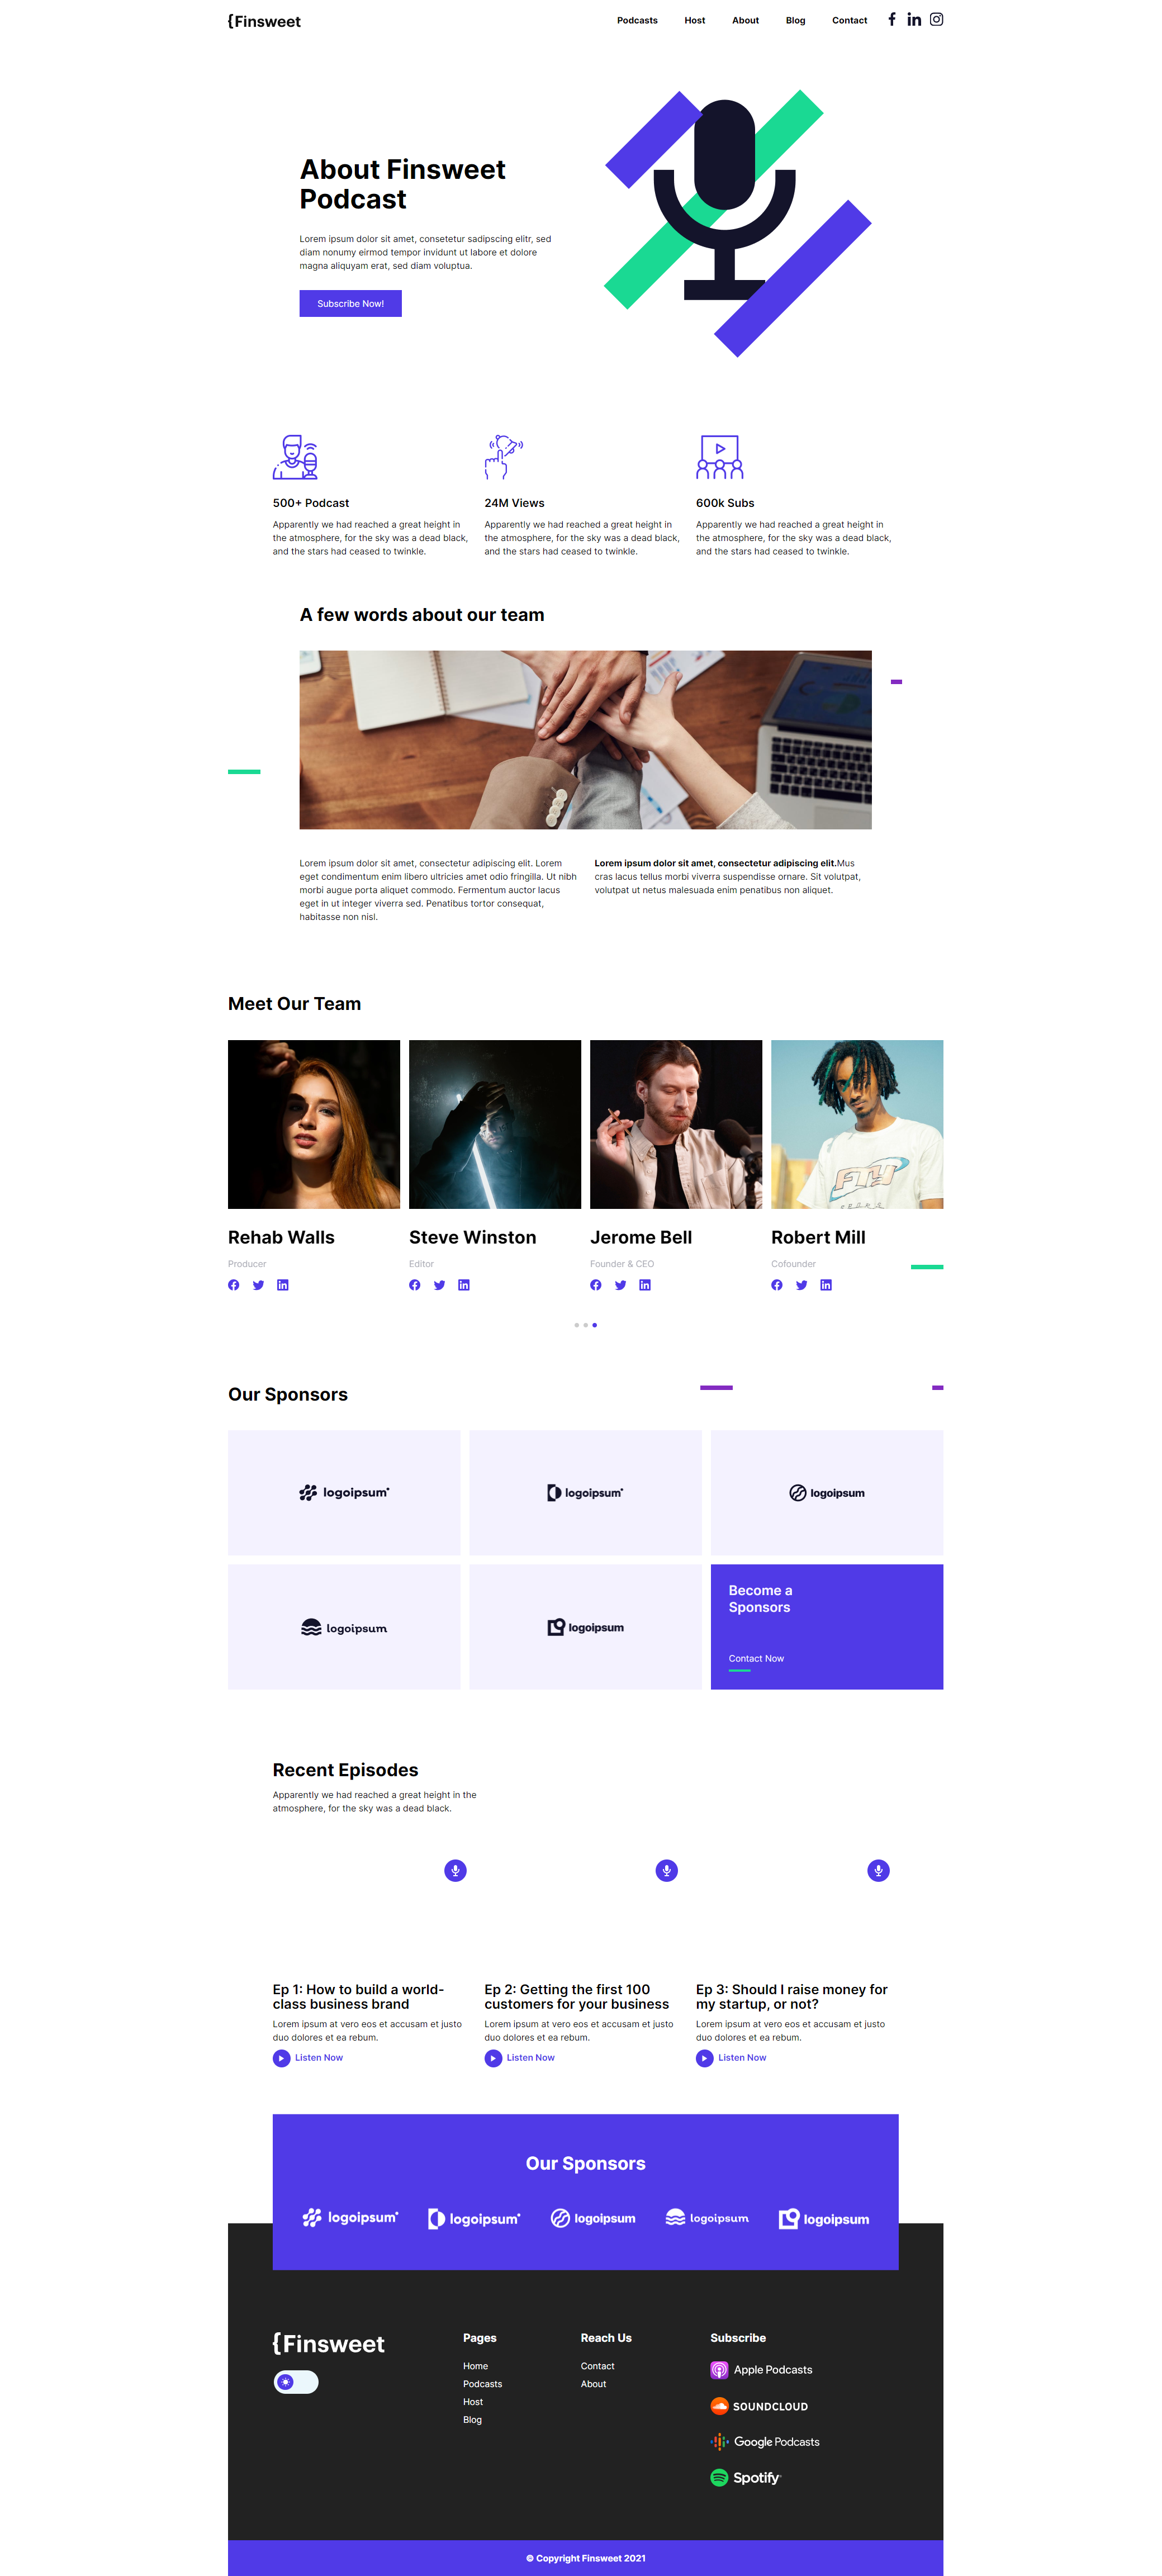 {Finsweet
Podcasts Host About Blog Contact
About Finsweet
Podcast
Lorem ipsum dolor sit amet, consetetur sadipscing elitr, sed
diam nonumy eirmod tempor invidunt ut labore et dolore
magna aliquyam erat, sed diam voluptua.
Subscribe Now!
500+ Podcast
Apparently we had reached a great height in
the atmosphere, for the sky was a dead black,
and the stars had ceased to twinkle.
24M Views
Apparently we had reached a great height in
the atmosphere, for the sky was a dead black,
and the stars had ceased to twinkle.
600k Subs
Apparently we had reached a great height in
the atmosphere, for the sky was a dead black,
and the stars had ceased to twinkle.
A few words about our team
Lorem ipsum dolor sit amet, consectetur adipiscing elit. Lorem
eget condimentum enim libero ultricies amet odio fringilla. Ut nibh
morbi augue porta aliquet commodo. Fermentum auctor lacus
eget in ut integer viverra sed. Penatibus tortor consequat,
habitasse non nisl.
Lorem ipsum dolor sit amet, consectetur adipiscing elit.Mus
cras lacus tellus morbi viverra suspendisse ornare. Sit volutpat,
volutpat ut netus malesuada enim penatibus non aliquet.
Meet Our Team
FTY
Rehab Walls
Producer
Steve Winston
Editor
Jerome Bell
Founder & CEO
Robert Mill
Cofounder
Our Sponsors
logoipsum
logoipsum
logoipsum
logoipsum
logoipsum
Become a
Sponsors
Contact Now
Recent Episodes
Apparently we had reached a great height in the
atmosphere, for the sky was a dead black.
Ep 1: How to build a world-
class business brand
Lorem ipsum at vero eos et accusam et justo
duo dolores et ea rebum.
Listen Now
Ep 2: Getting the first 100
customers for your business
Lorem ipsum at vero eos et accusam et justo
duo dolores et ea rebum.
Listen Now
Ep 3: Should I raise money for
my startup, or not?
Lorem ipsum at vero eos et accusam et justo
duo dolores et ea rebum.
Listen Now
Our Sponsors
logoipsum logoipsum logoipsum logoipsum logoipsum
{Finsweet
Pages
Home
Podcasts
Host
Blog
Reach Us
Contact
About
Subscribe
Apple Podcasts
SOUNDCLOUD
Google Podcasts
Spotify
© Copyright Finsweet 2021